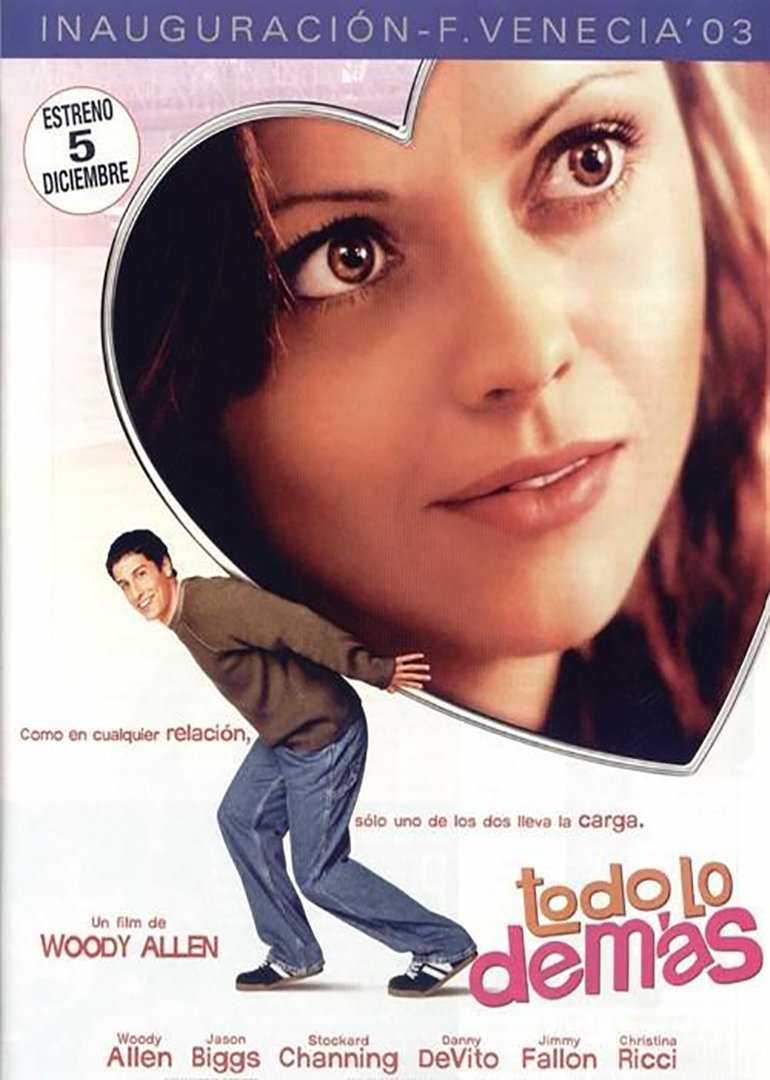 INAUGURACIÓN-F. VENECIA'03
ESTRENO
5
DICIEMBRE
Como en cualquier relación,
sólo uno de los dos lleva la carga.
Un film de
WOODY ALLEN
todo lo
demás
Woody Allen
Jason Biggs
Stockard Channing
Danny DeVito
Jimmy Fallon
Christina Ricci